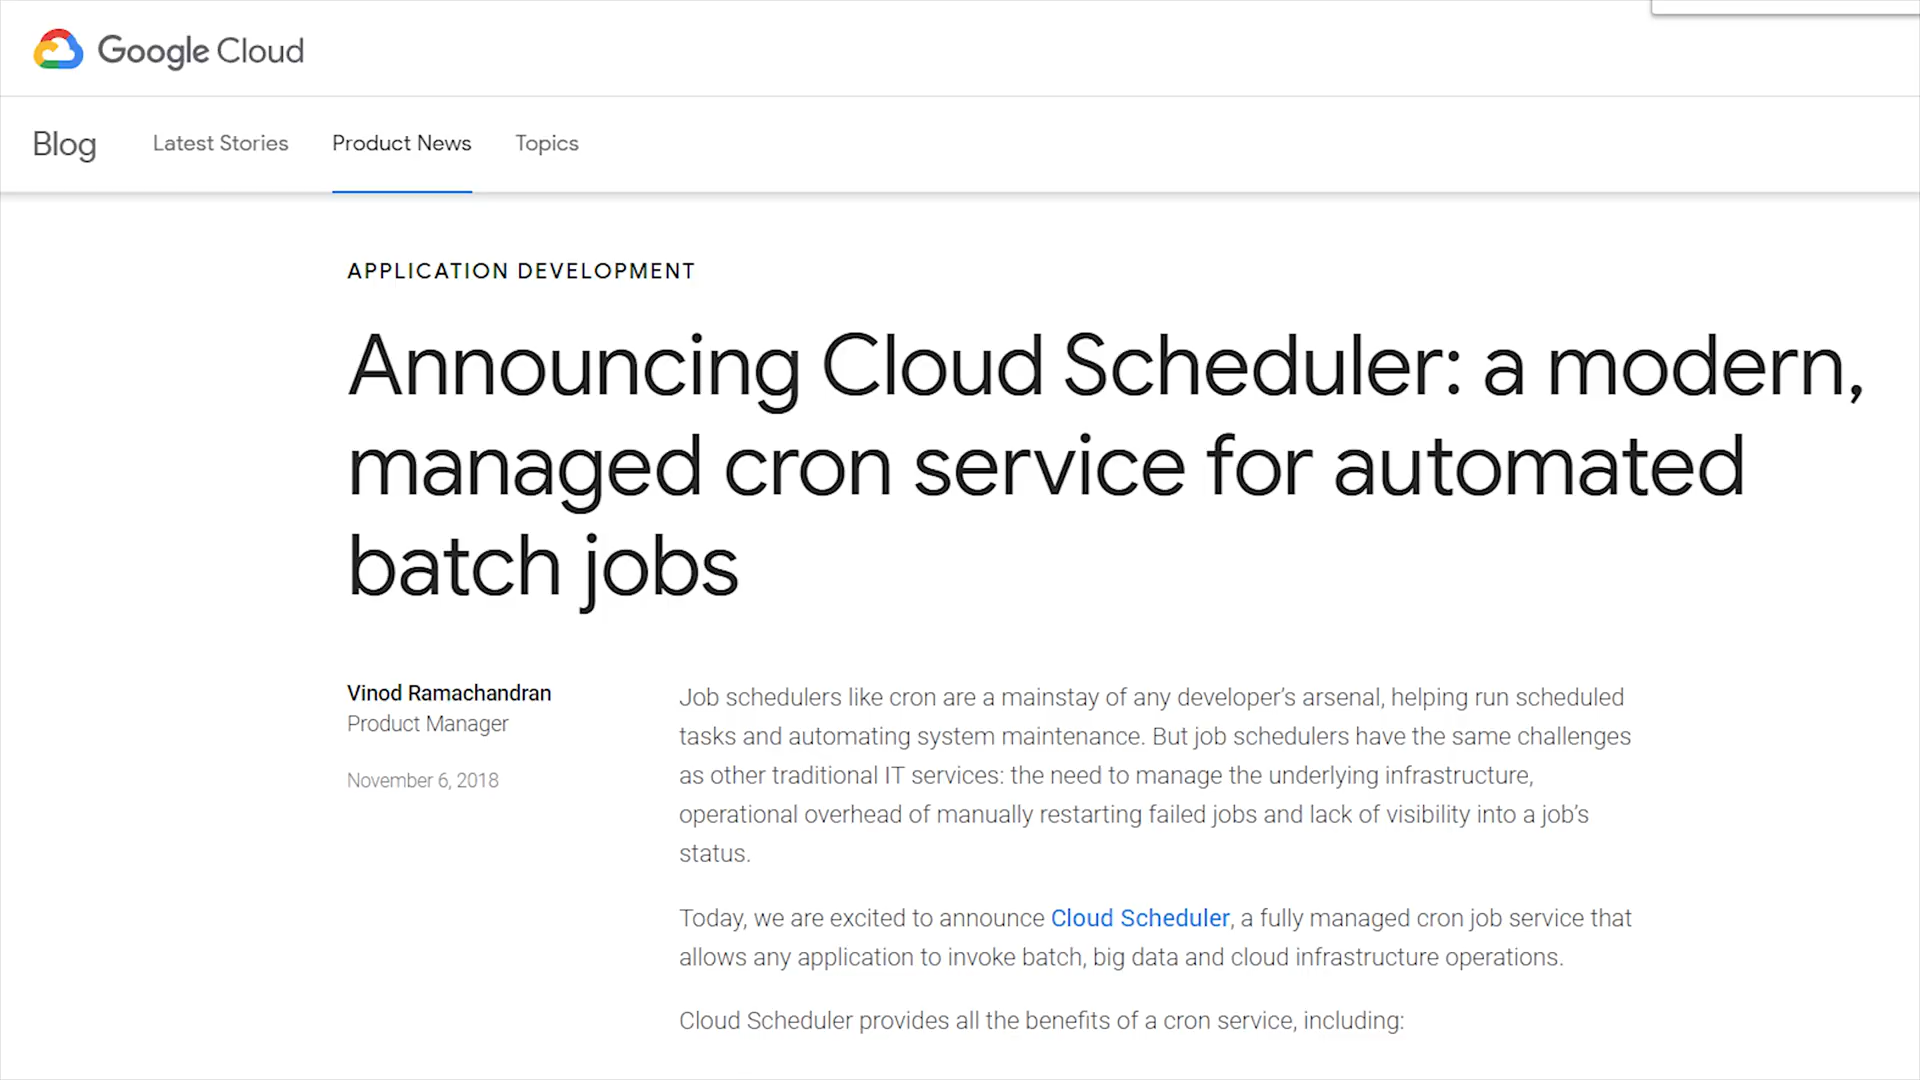 Google Cloud
Blog
Latest Stories
Product News
Topics
APPLICATION DEVELOPMENT
Announcing Cloud Scheduler: a modern,
managed cron service for automated
batch jobs
Vinod Ramachandran
Product Manager
November 6, 2018
Job schedulers like cron are a mainstay of any developer’s arsenal, helping run scheduled
tasks and automating system maintenance. But job schedulers have the same challenges
as other traditional IT services: the need to manage the underlying infrastructure,
operational overhead of manually restarting failed jobs and lack of visibility into a job’s
status.
Today, we are excited to announce Cloud Scheduler, a fully managed cron job service that
allows any application to invoke batch, big data and cloud infrastructure operations.
Cloud Scheduler provides all the benefits of a cron service, including: